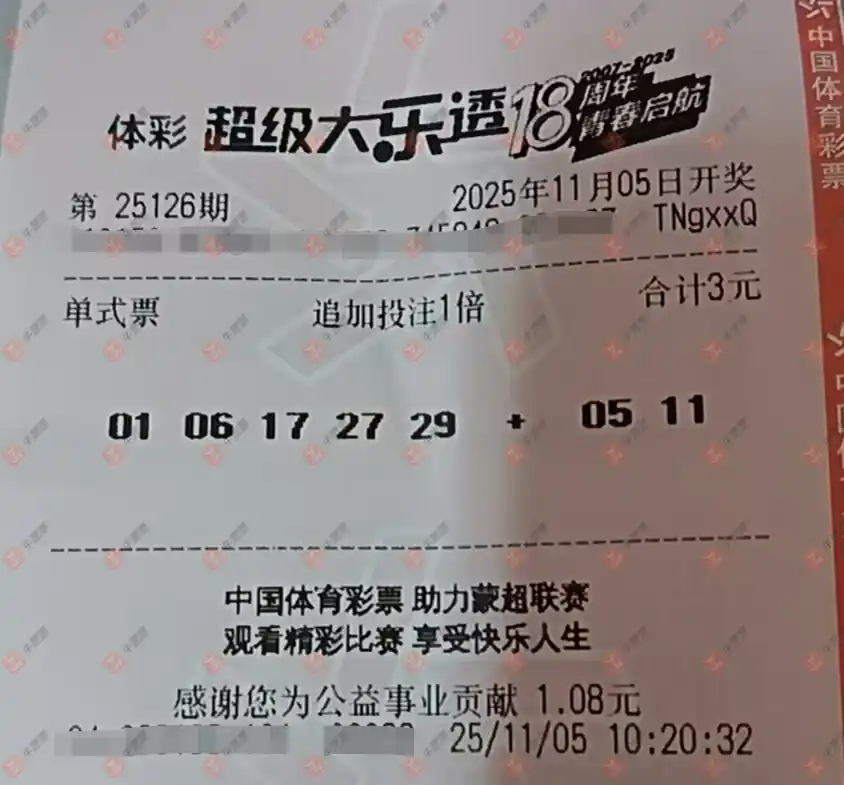 体彩 超级大乐透 18 2007-2025 周年 青春启航
第 25126期 2025年11月05日开奖
TNgxxQ
单式票 追加投注1倍 合计3元
01 06 17 27 29 + 05 11
中国体育彩票 助力蒙超联赛
观看精彩比赛 享受快乐人生
感谢您为公益事业贡献 1.08元
25/11/05 10:20:32
中国体育彩票